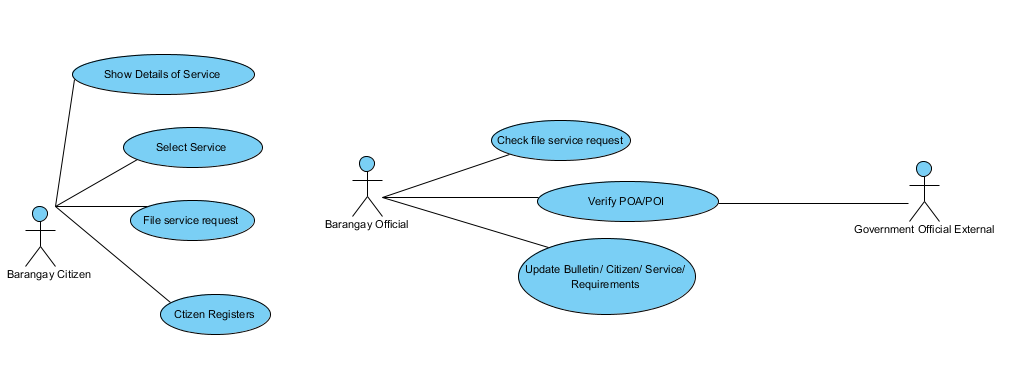 Show Details of Service
Select Service
File service request
Barangay Citizen
Ctizen Registers
Check file service request
Verify POA/POI
Barangay Official
Update Bulletin/ Citizen/ Service/
Requirements
Government Official External